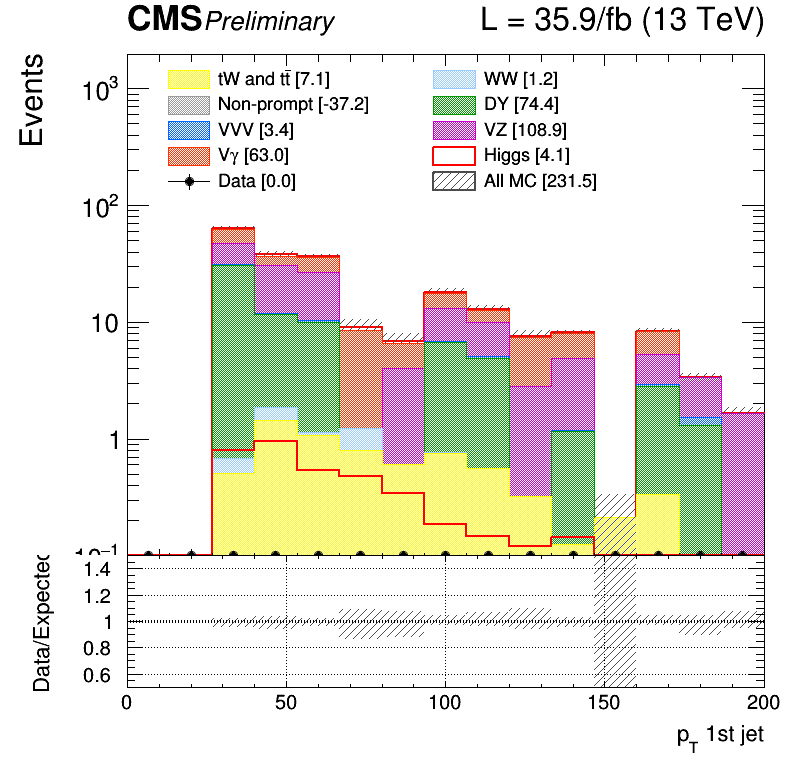 CMS Preliminary L = 35.9/fb (13 TeV)
Events
tW and tt̄ [7.1] WW [1.2]
Non-prompt [-37.2] DY [74.4]
VVV [3.4] VZ [108.9]
Vγ [63.0] Higgs [4.1]
Data [0.0] All MC [231.5]
10³
10²
10
1
10⁻¹
Data/Expected
1.4
1.2
1
0.8
0.6
0 50 100 150 200
p_T 1st jet